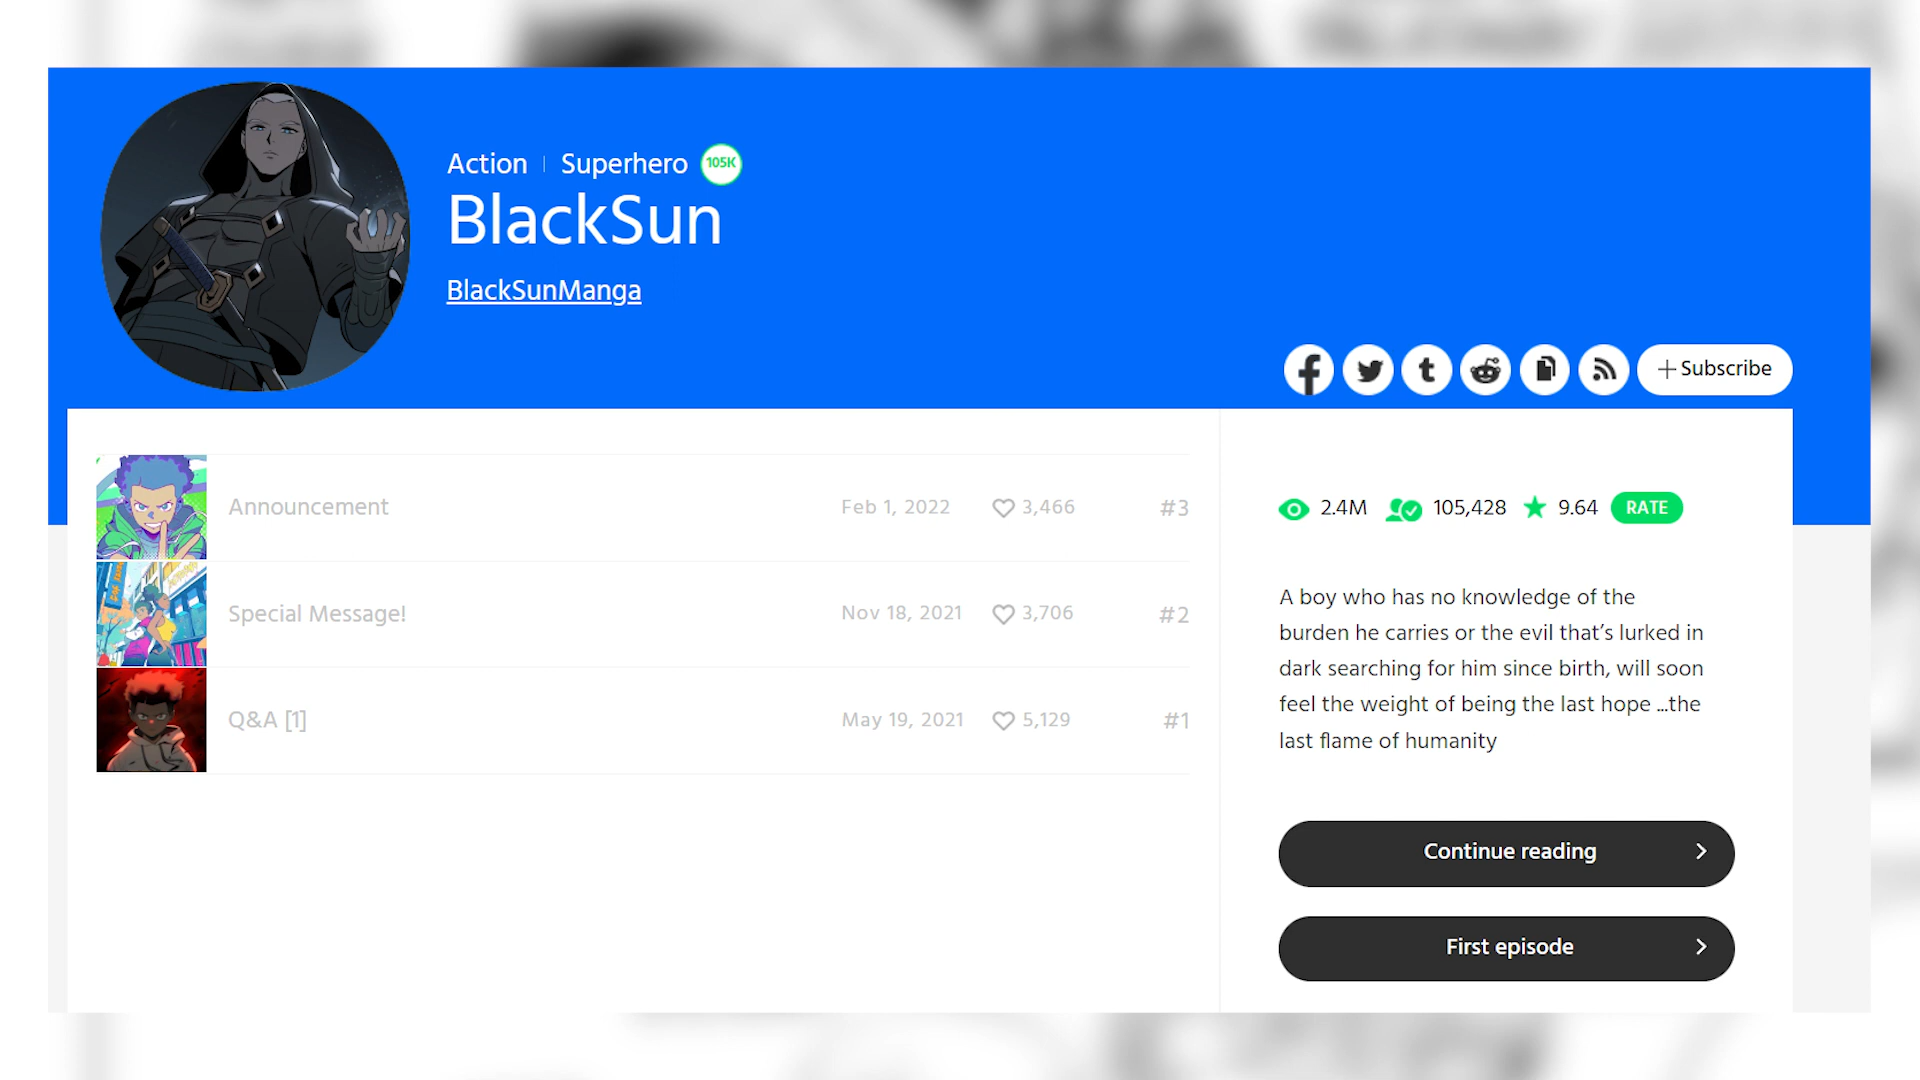 Action | Superhero 105K
BlackSun
BlackSunManga
+ Subscribe
Announcement Feb 1, 2022 3,466 #3
Special Message! Nov 18, 2021 3,706 #2
Q&A [1] May 19, 2021 5,129 #1
2.4M 105,428 9.64 RATE
A boy who has no knowledge of the
burden he carries or the evil that's lurked in
dark searching for him since birth, will soon
feel the weight of being the last hope ...the
last flame of humanity
Continue reading
First episode